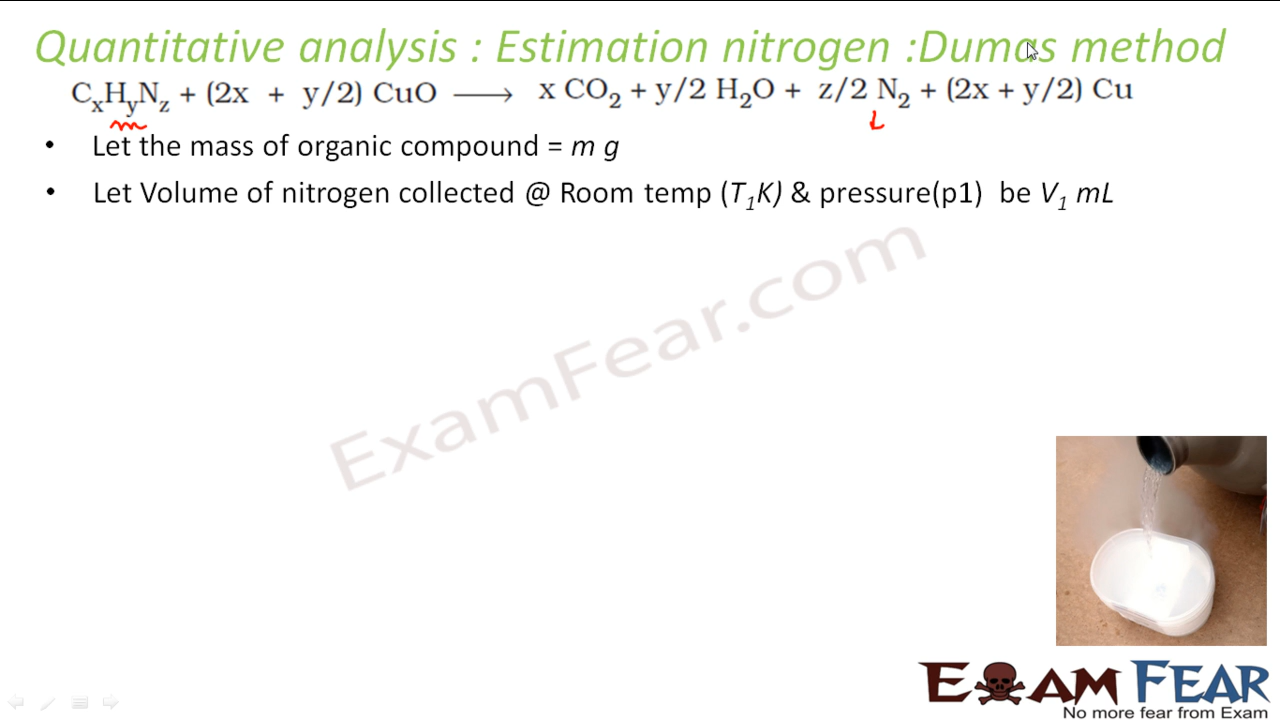 Quantitative analysis : Estimation nitrogen :Dumas method
CₓHᵧN_z + (2x + y/2) CuO ⟶ x CO₂ + y/2 H₂O + z/2 N₂ + (2x + y/2) Cu
m
• Let the mass of organic compound = m g
• Let Volume of nitrogen collected @ Room temp (T₁K) & pressure(p1) be V₁ mL
ExamFear.com
EXAM FEAR
No more fear from Exam